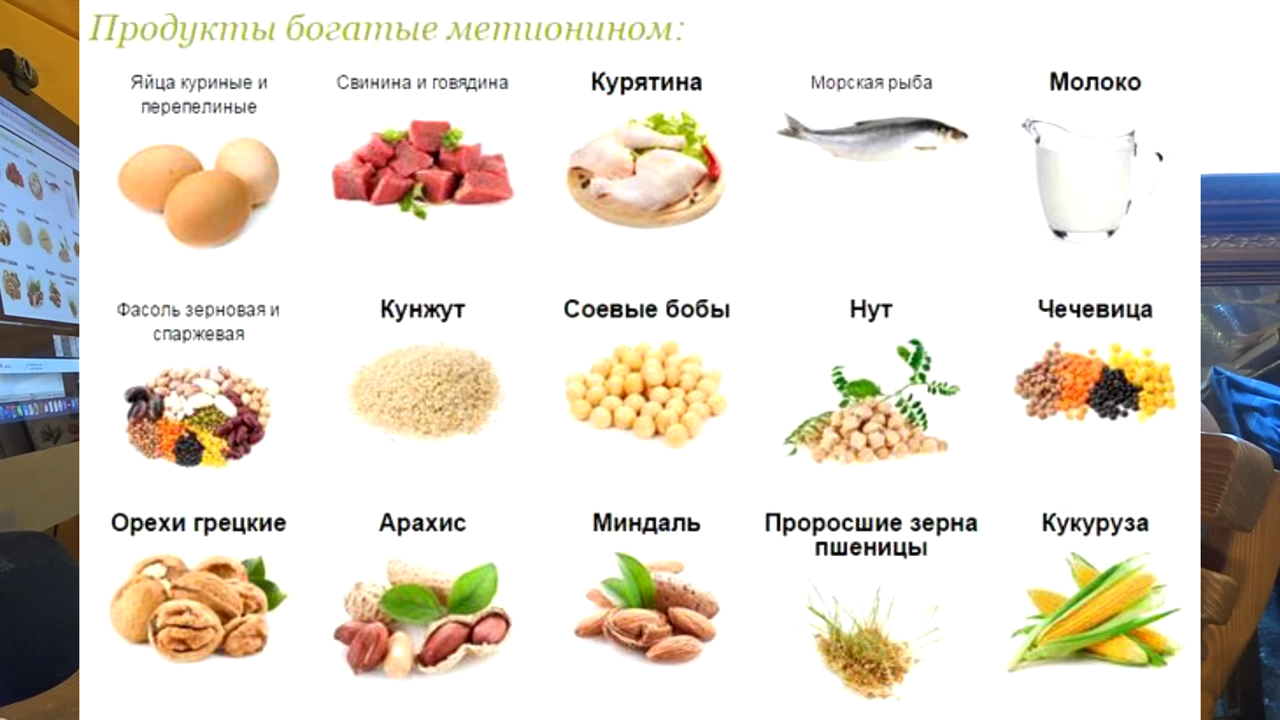 Продукты богатые метионином:
Яйца куриные и
перепелиные
Свинина и говядина
Курятина
Морская рыба
Молоко
Фасоль зерновая и
спаржевая
Кунжут
Соевые бобы
Нут
Чечевица
Орехи грецкие
Арахис
Миндаль
Проросшие зерна
пшеницы
Кукуруза